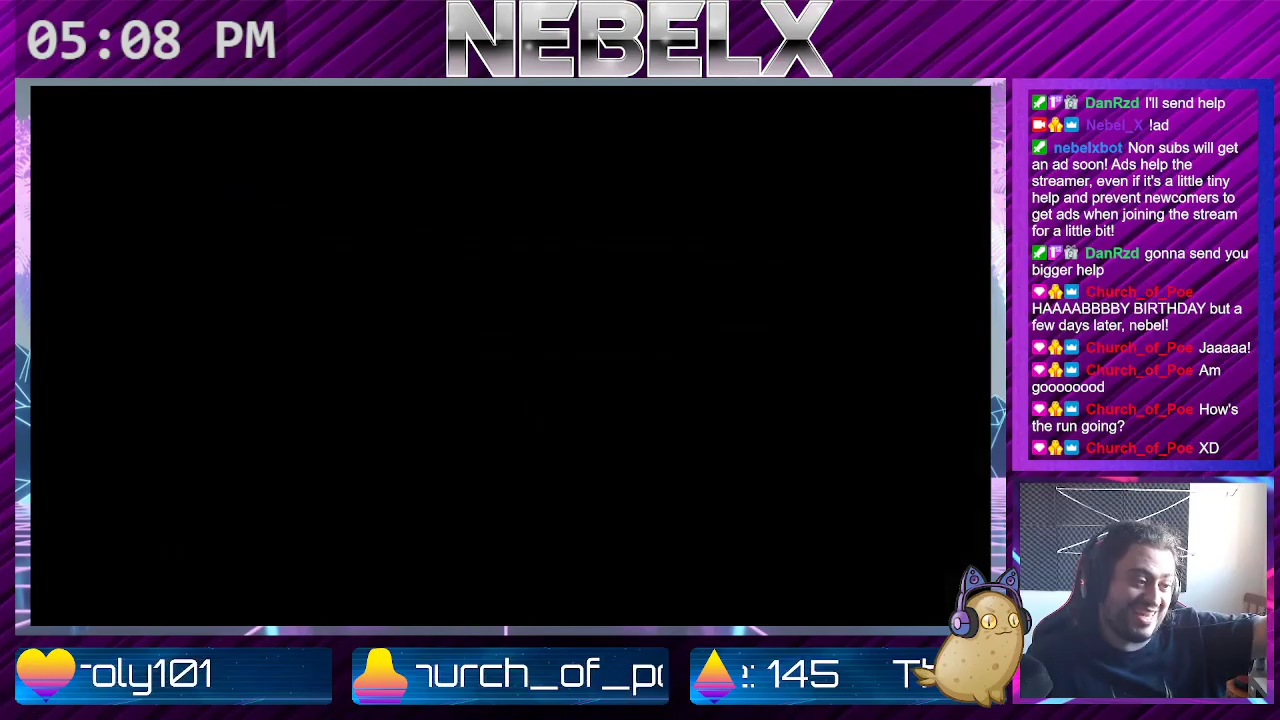 05:08 PM
NEBELX
DanRzd I'll send help
Nebel_X !ad
nebelxbot Non subs will get
an ad soon! Ads help the
streamer, even if it's a little tiny
help and prevent newcomers to
get ads when joining the stream
for a little bit!
DanRzd gonna send you
bigger help
Church_of_Poe
HAAAABBBBY BIRTHDAY but a
few days later, nebel!
Church_of_Poe Jaaaaa!
Church_of_Poe Am
goooooood
Church_of_Poe How's
the run going?
Church_of_Poe XD
oly101
urch_of_p
: 145